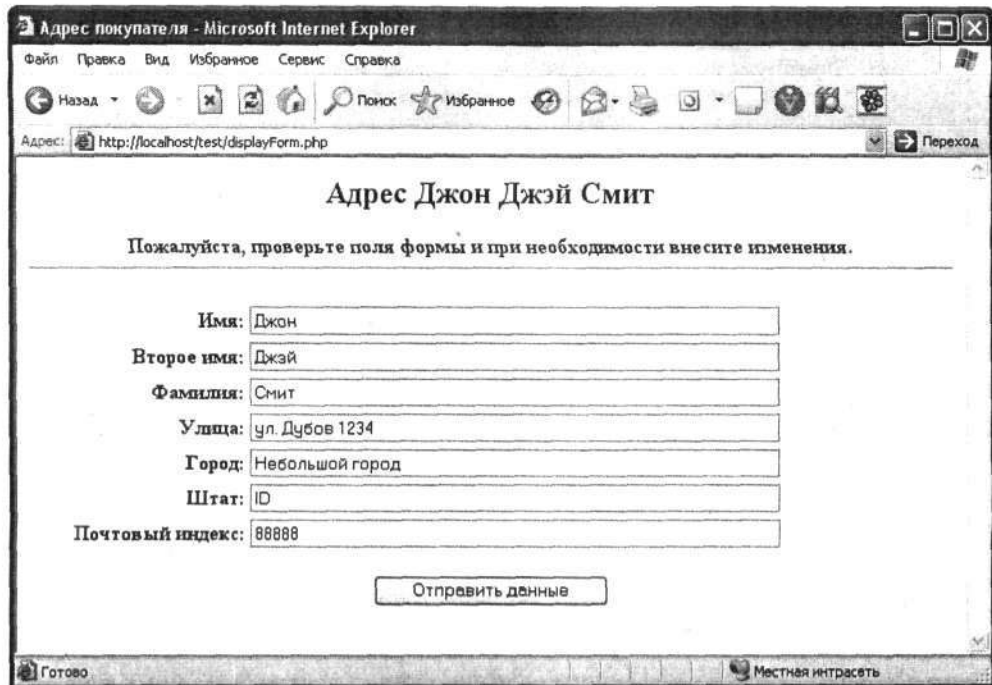 Адрес покупателя - Microsoft Internet Explorer
Файл Правка Вид Избранное Сервис Справка
Назад Поиск Избранное
Адрес: http://localhost/test/displayForm.php Переход
Адрес Джон Джэй Смит
Пожалуйста, проверьте поля формы и при необходимости внесите изменения.
Имя: Джон
Второе имя: Джэй
Фамилия: Смит
Улица: ул. Дубов 1234
Город: Небольшой город
Штат: ID
Почтовый индекс: 88888
Отправить данные
Готово Местная интрасеть